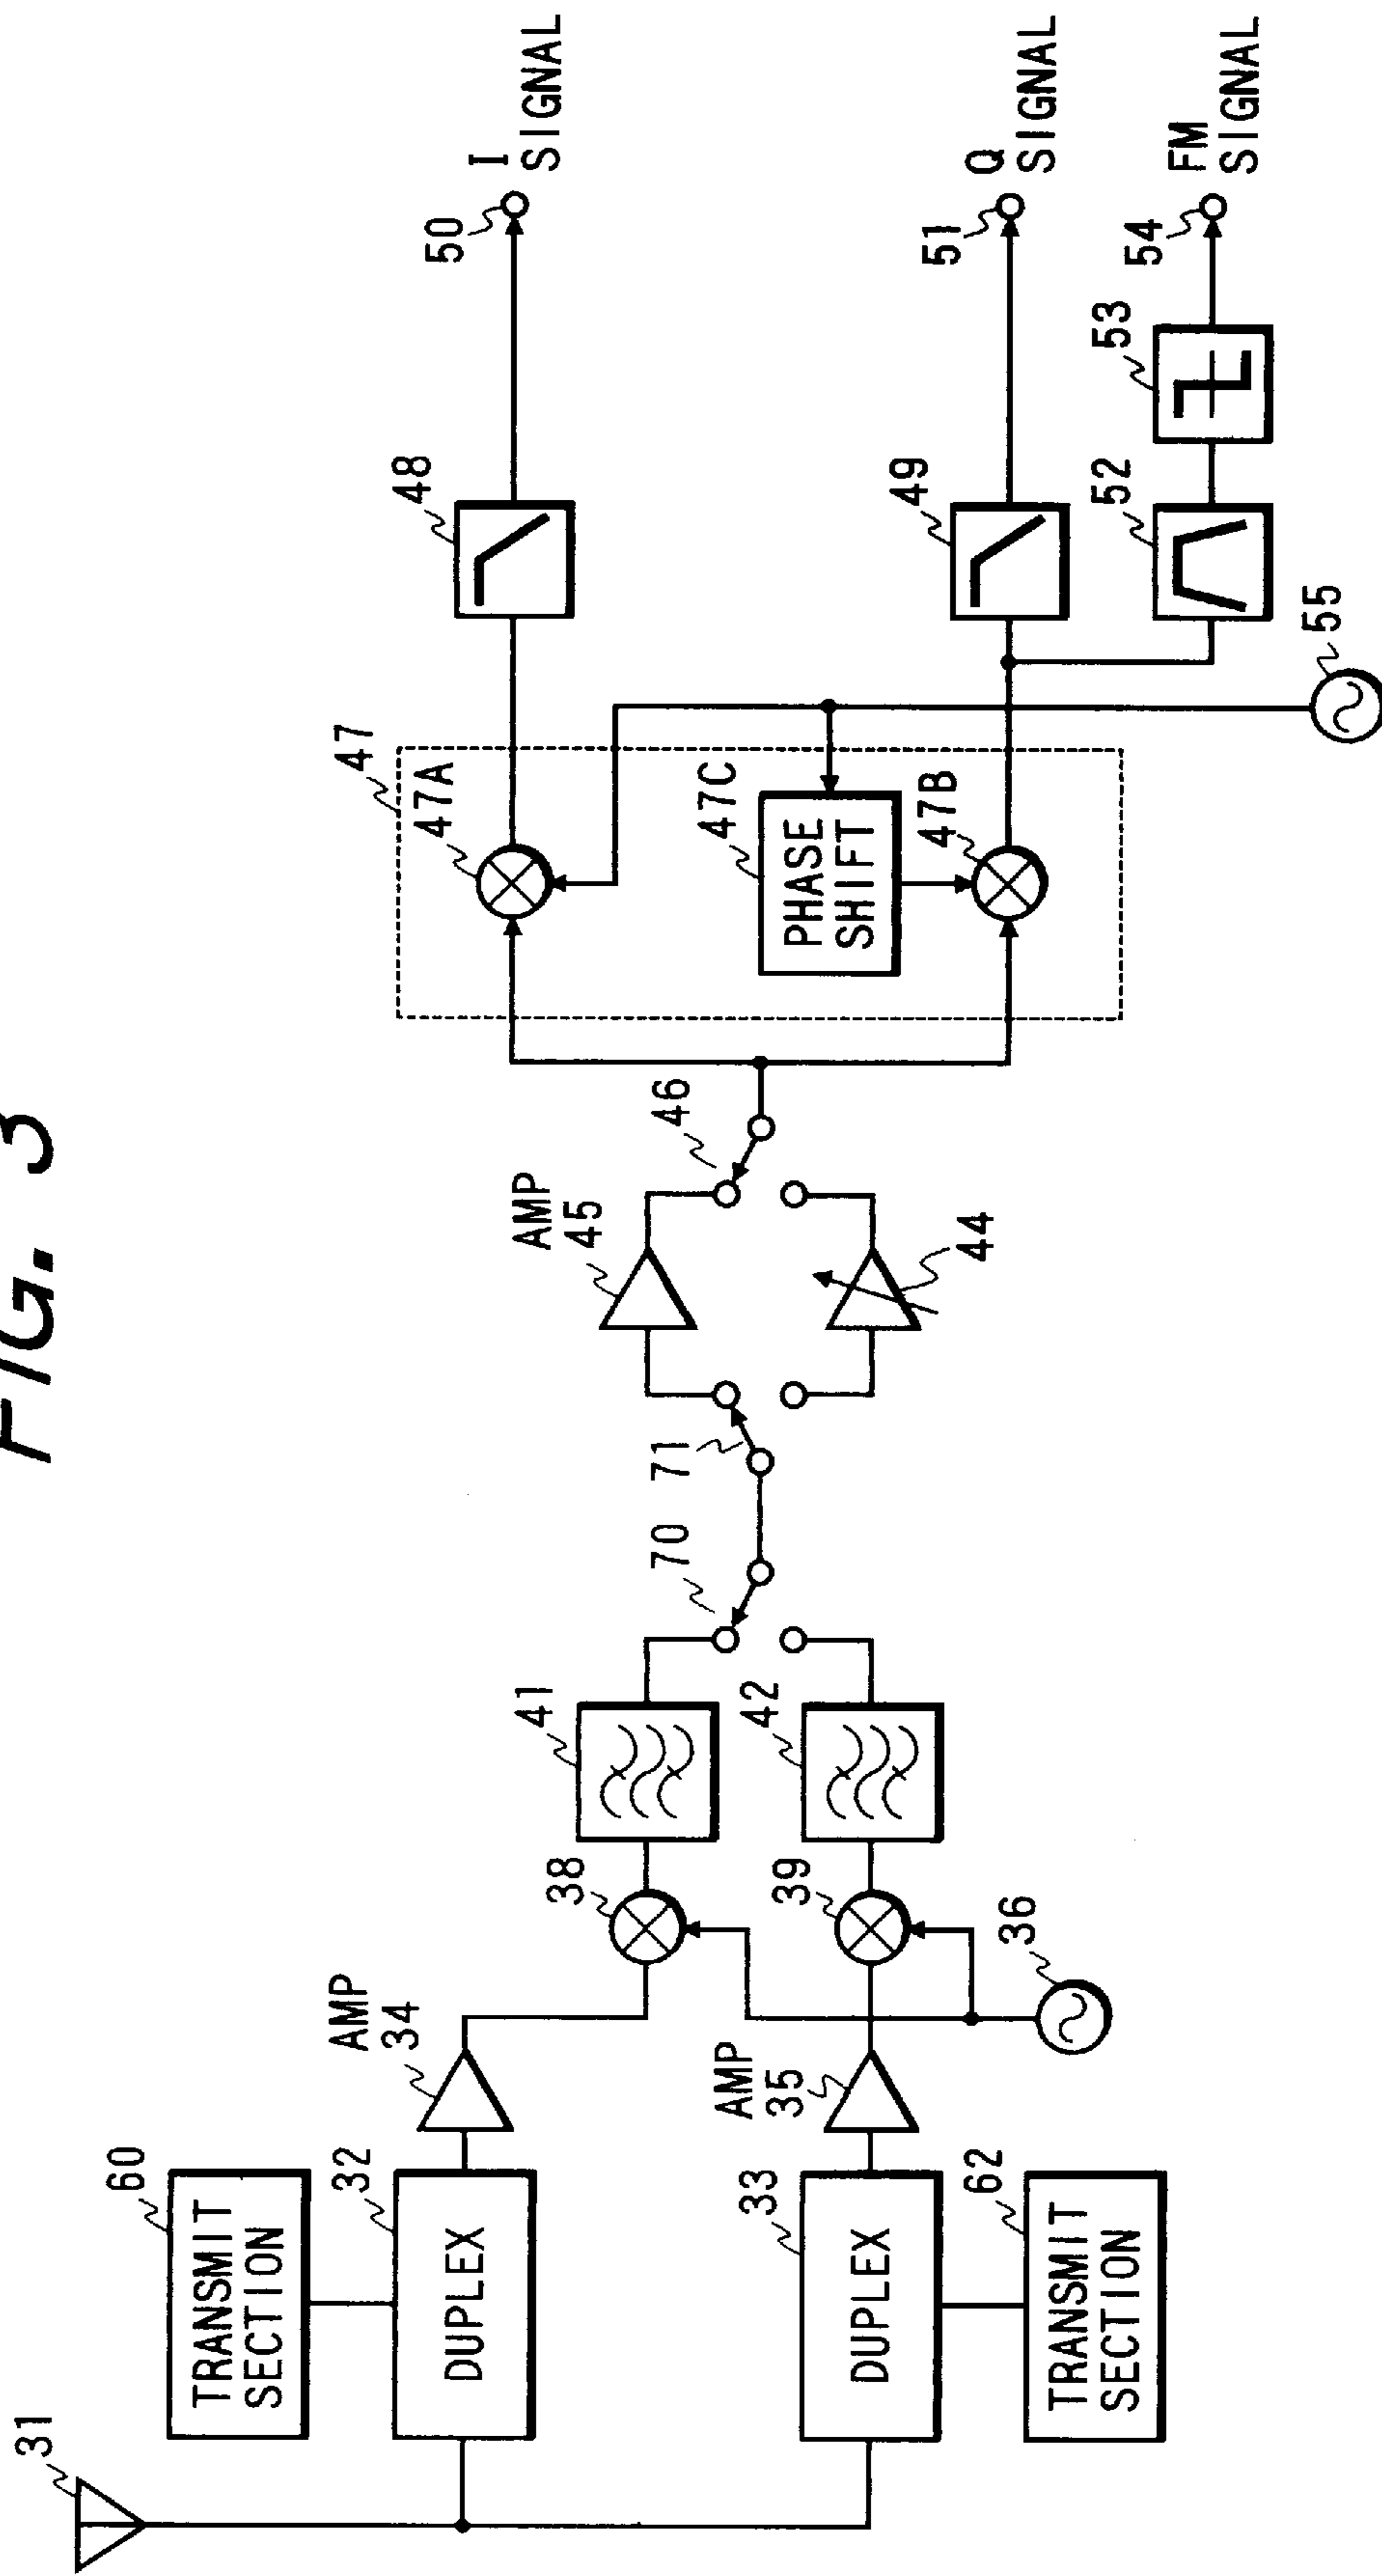 FIG. 3
31
60
TRANSMIT
SECTION
32
DUPLEX
AMP
34
33
DUPLEX
62
TRANSMIT
SECTION
AMP
35
36
38
39
41
42
70
71
AMP
45
44
46
47
47A
47C
PHASE
SHIFT
47B
48
49
52
53
55
50
I
SIGNAL
51
Q
SIGNAL
54
FM
SIGNAL